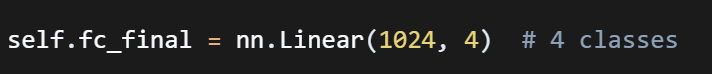 self.fc_final = nn.Linear(1024, 4)  # 4 classes